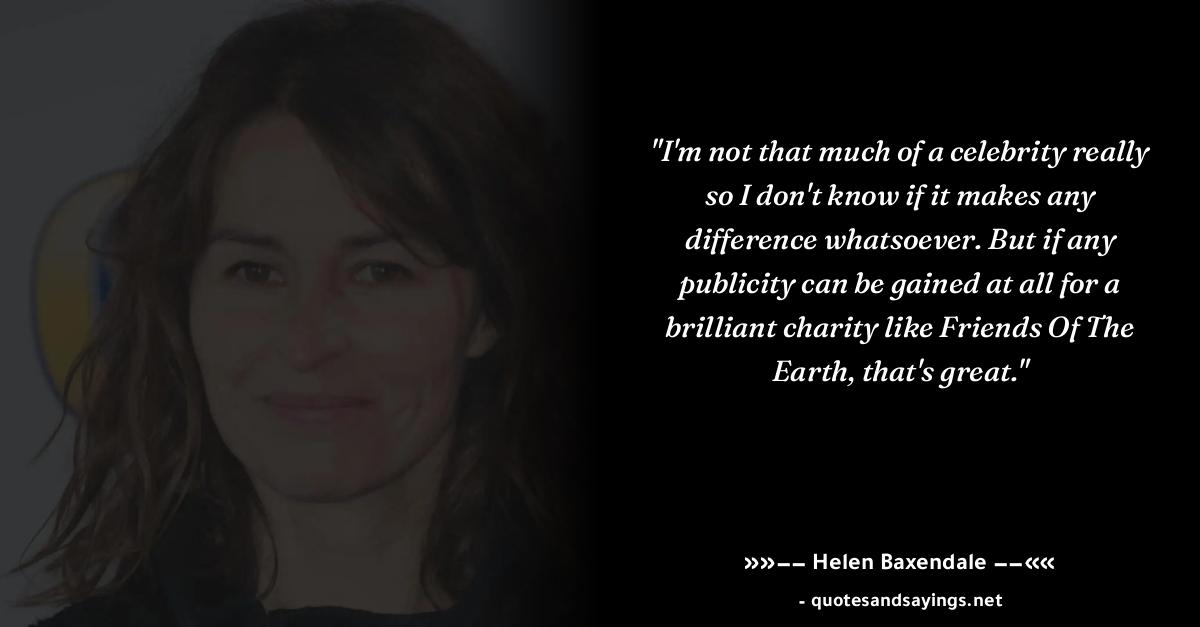 "I'm not that much of a celebrity really
so I don't know if it makes any
difference whatsoever. But if any
publicity can be gained at all for a
brilliant charity like Friends Of The
Earth, that's great."
»»−− Helen Baxendale −−««
- quotesandsayings.net